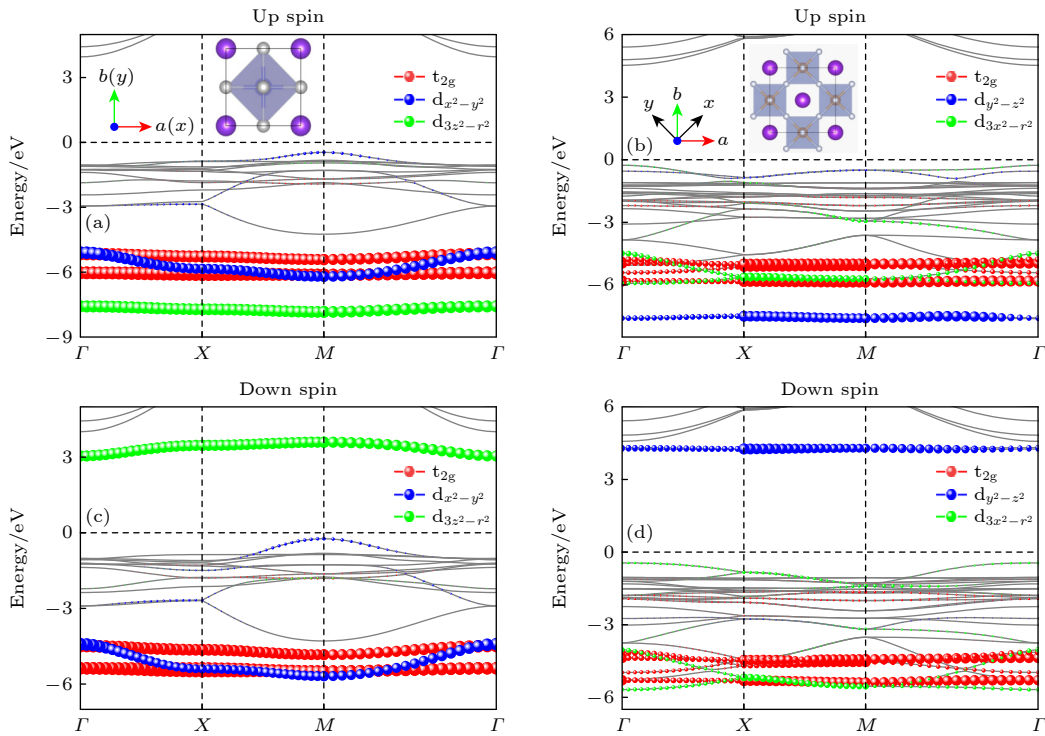 Up spin
3
0
−3
−6
−9
Energy/eV
b(y)
a(x)
t2g
dx2−y2
d3z2−r2
(a)
Γ
X
M
Γ
Up spin
6
3
0
−3
−6
Energy/eV
y
b
x
a
t2g
dy2−z2
d3x2−r2
(b)
Γ
X
M
Γ
Down spin
3
0
−3
−6
Energy/eV
t2g
dx2−y2
d3z2−r2
(c)
Γ
X
M
Γ
Down spin
6
3
0
−3
−6
Energy/eV
t2g
dy2−z2
d3x2−r2
(d)
Γ
X
M
Γ